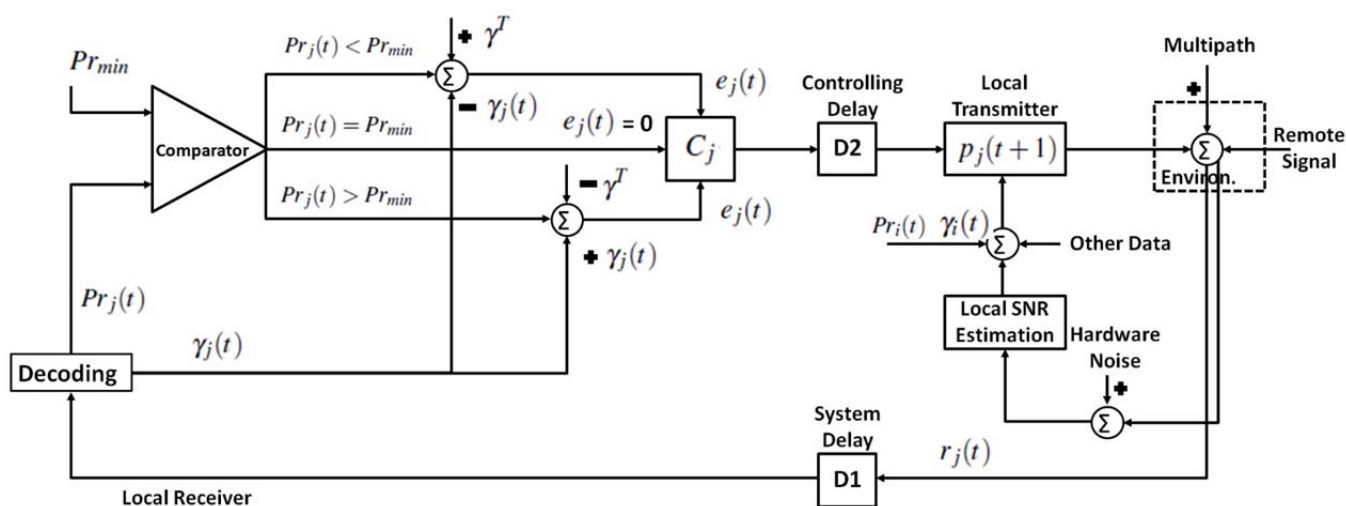 Pr_min
Comparator
Pr_j(t) < Pr_min
+ γ^T
Σ
− γ_j(t)
e_j(t)
Pr_j(t) = Pr_min
e_j(t) = 0
C_j
Pr_j(t) > Pr_min
− γ^T
Σ
e_j(t)
+ γ_j(t)
Controlling
Delay
D2
Local
Transmitter
p_j(t+1)
Multipath
+
Σ
Environ.
Remote
Signal
Pr_i(t) γ_i(t)
Σ
Other Data
Local SNR
Estimation
Hardware
Noise
+
Σ
Pr_j(t)
γ_j(t)
Decoding
System
Delay
D1
r_j(t)
Local Receiver